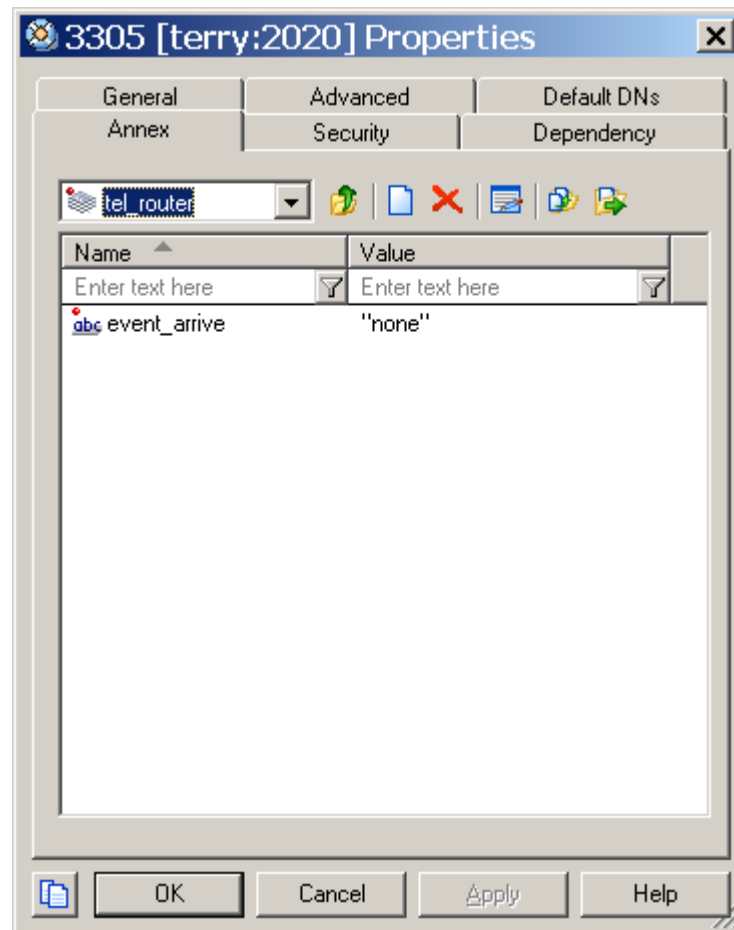 3305 [terry:2020] Properties
General Advanced Default DNs
Annex Security Dependency
tel_router
Name Value
Enter text here Enter text here
abc event_arrive "none"
OK Cancel Apply Help